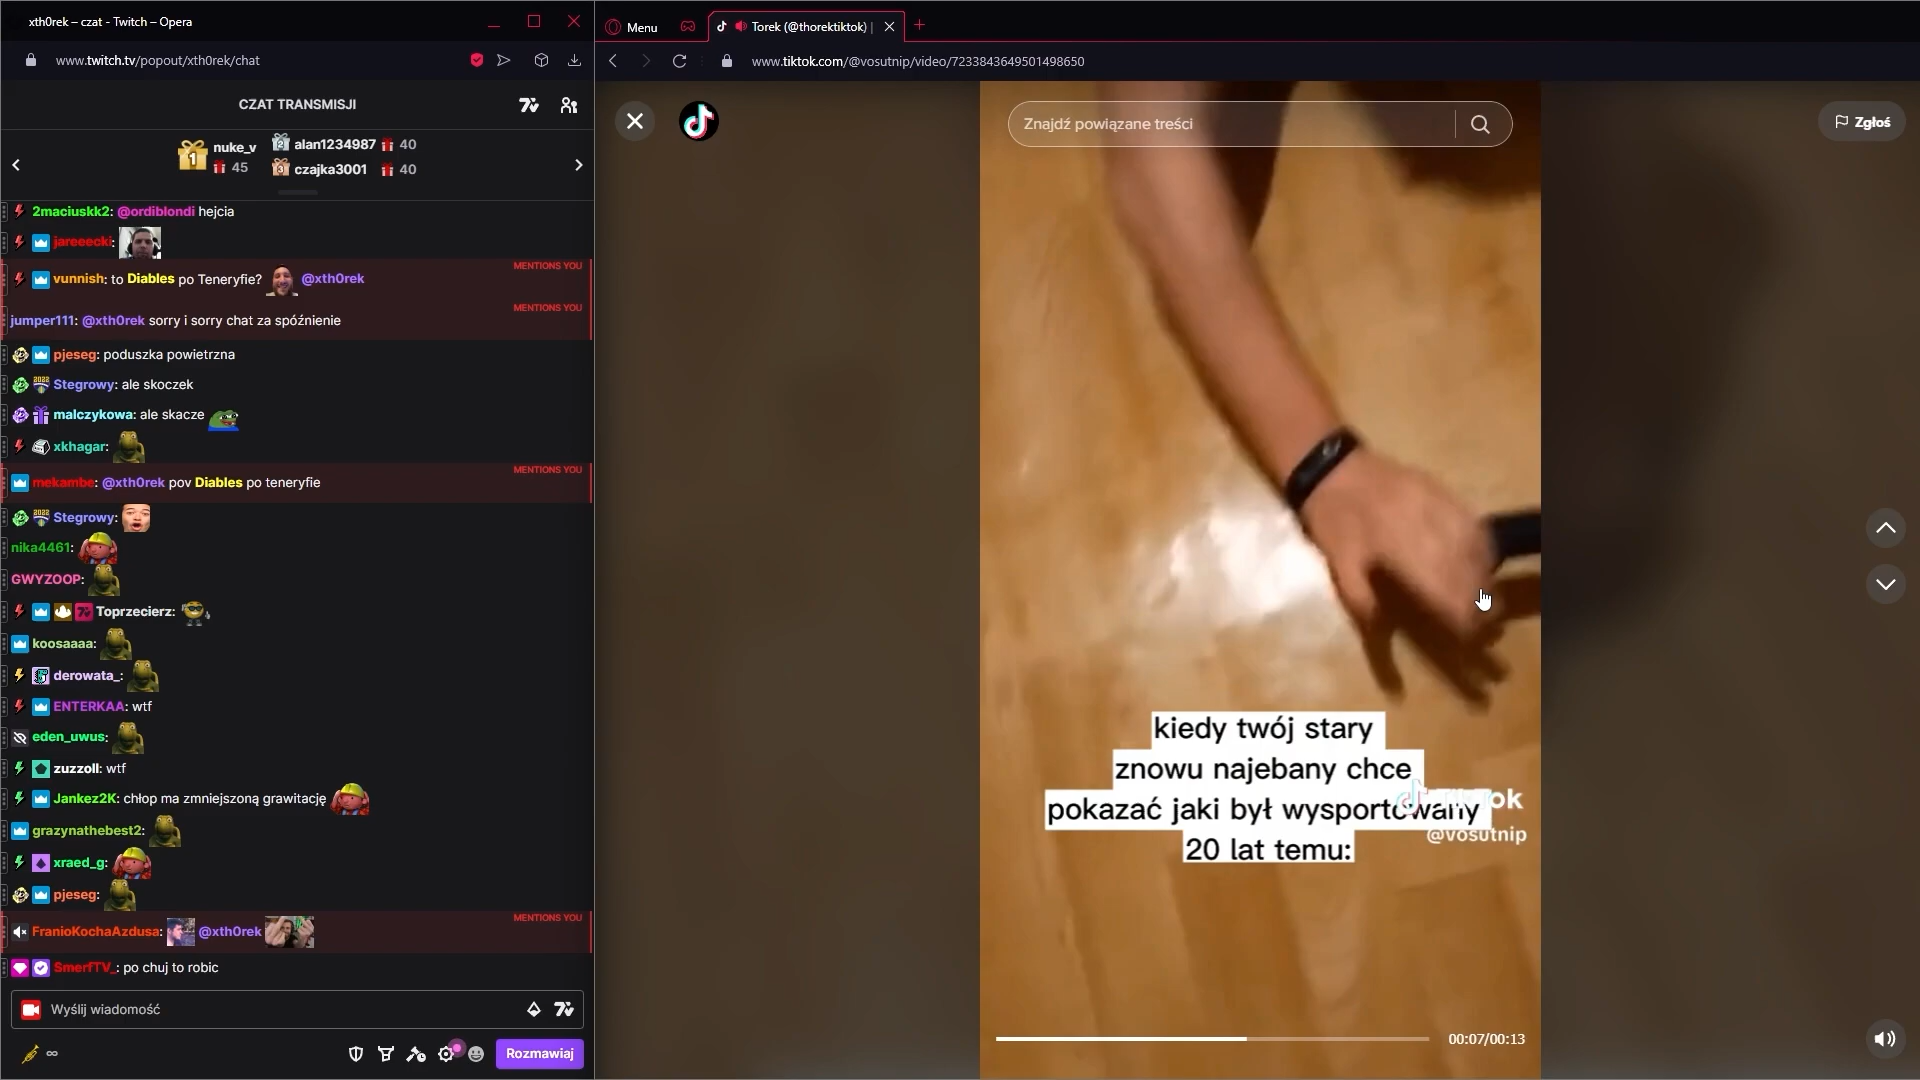 xth0rek – czat - Twitch – Opera
www.twitch.tv/popout/xth0rek/chat
CZAT TRANSMISJI
1 nuke_v 45
2 alan1234987 40
3 czajka3001 40
2maciuskk2: @ordiblondi hejcia
jareeecki:
MENTIONS YOU
vunnish: to Diables po Teneryfie? @xth0rek
MENTIONS YOU
jumper111: @xth0rek sorry i sorry chat za spóźnienie
pjeseg: poduszka powietrzna
Stegrowy: ale skoczek
malczykowa: ale skacze
xkhagar:
MENTIONS YOU
mekambe: @xth0rek pov Diables po teneryfie
Stegrowy:
nika4461:
GWYZOOP:
Toprzecierz:
koosaaaa:
derowata_:
ENTERKAA: wtf
eden_uwus:
zuzzoll: wtf
Jankez2K: chłop ma zmniejszoną grawitację
grazynathebest2:
xraed_g:
pjeseg:
MENTIONS YOU
FranioKochaAzdusa: @xth0rek
SmerfTV_: po chuj to robic
Wyślij wiadomość
∞
Rozmawiaj
Menu
Torek (@thorektiktok) |
www.tiktok.com/@vosutnip/video/7233843649501498650
Znajdź powiązane treści
Zgłoś
kiedy twój stary
znowu najebany chce
pokazać jaki był wysportowany
20 lat temu:
TikTok
@vosutnip
00:07/00:13